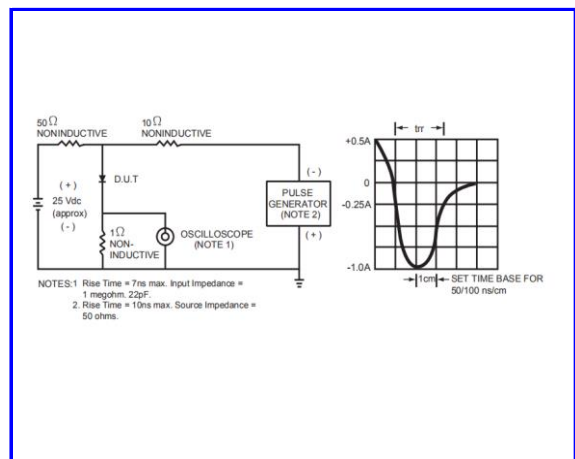 50Ω
NONINDUCTIVE
10Ω
NONINDUCTIVE
D.U.T
( + )
25 Vdc
(approx)
( - )
1Ω
NON-
INDUCTIVE
OSCILLOSCOPE
(NOTE 1)
( - )
PULSE
GENERATOR
(NOTE 2)
( + )
NOTES:1 Rise Time = 7ns max. Input Impedance =
1 megohm. 22pF.
2. Rise Time = 10ns max. Source Impedance =
50 ohms.
trr
+0.5A
0
-0.25A
-1.0A
1cm
SET TIME BASE FOR
50/100 ns/cm